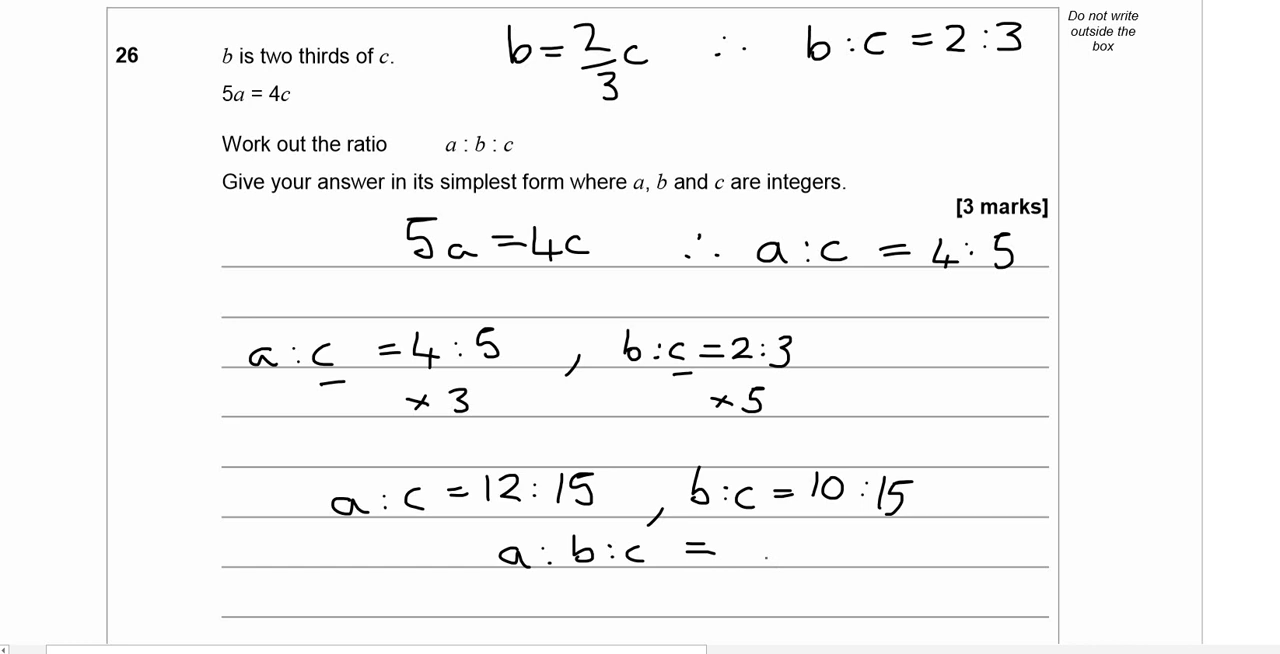 Do not write
outside the
box
26 b is two thirds of c. b = 2/3 c ∴ b : c = 2 : 3
5a = 4c
Work out the ratio a : b : c
Give your answer in its simplest form where a, b and c are integers.
[3 marks]
5a = 4c ∴ a : c = 4 : 5
a : c = 4 : 5 , b : c = 2 : 3
× 3 × 5
a : c = 12 : 15 , b : c = 10 : 15
a : b : c =